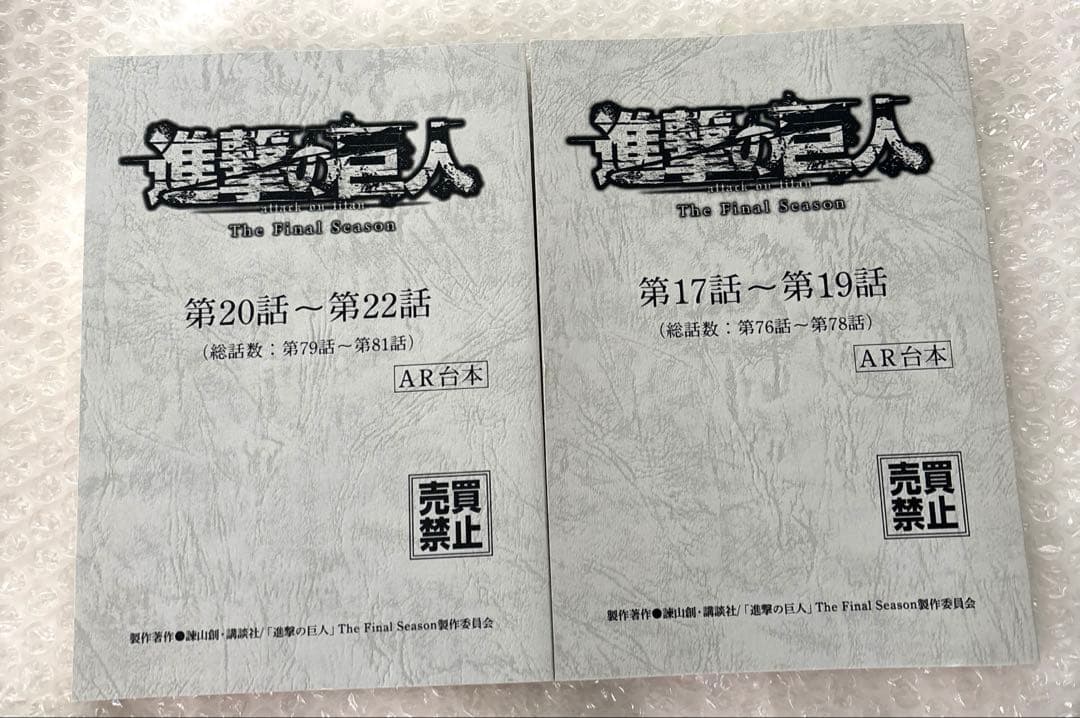 進撃の巨人
attack on titan
The Final Season
第20話～第22話
（総話数：第79話～第81話）
AR台本
売買
禁止
製作著作●諫山創・講談社/「進撃の巨人」The Final Season製作委員会
進撃の巨人
attack on titan
The Final Season
第17話～第19話
（総話数：第76話～第78話）
AR台本
売買
禁止
製作著作●諫山創・講談社/「進撃の巨人」The Final Season製作委員会